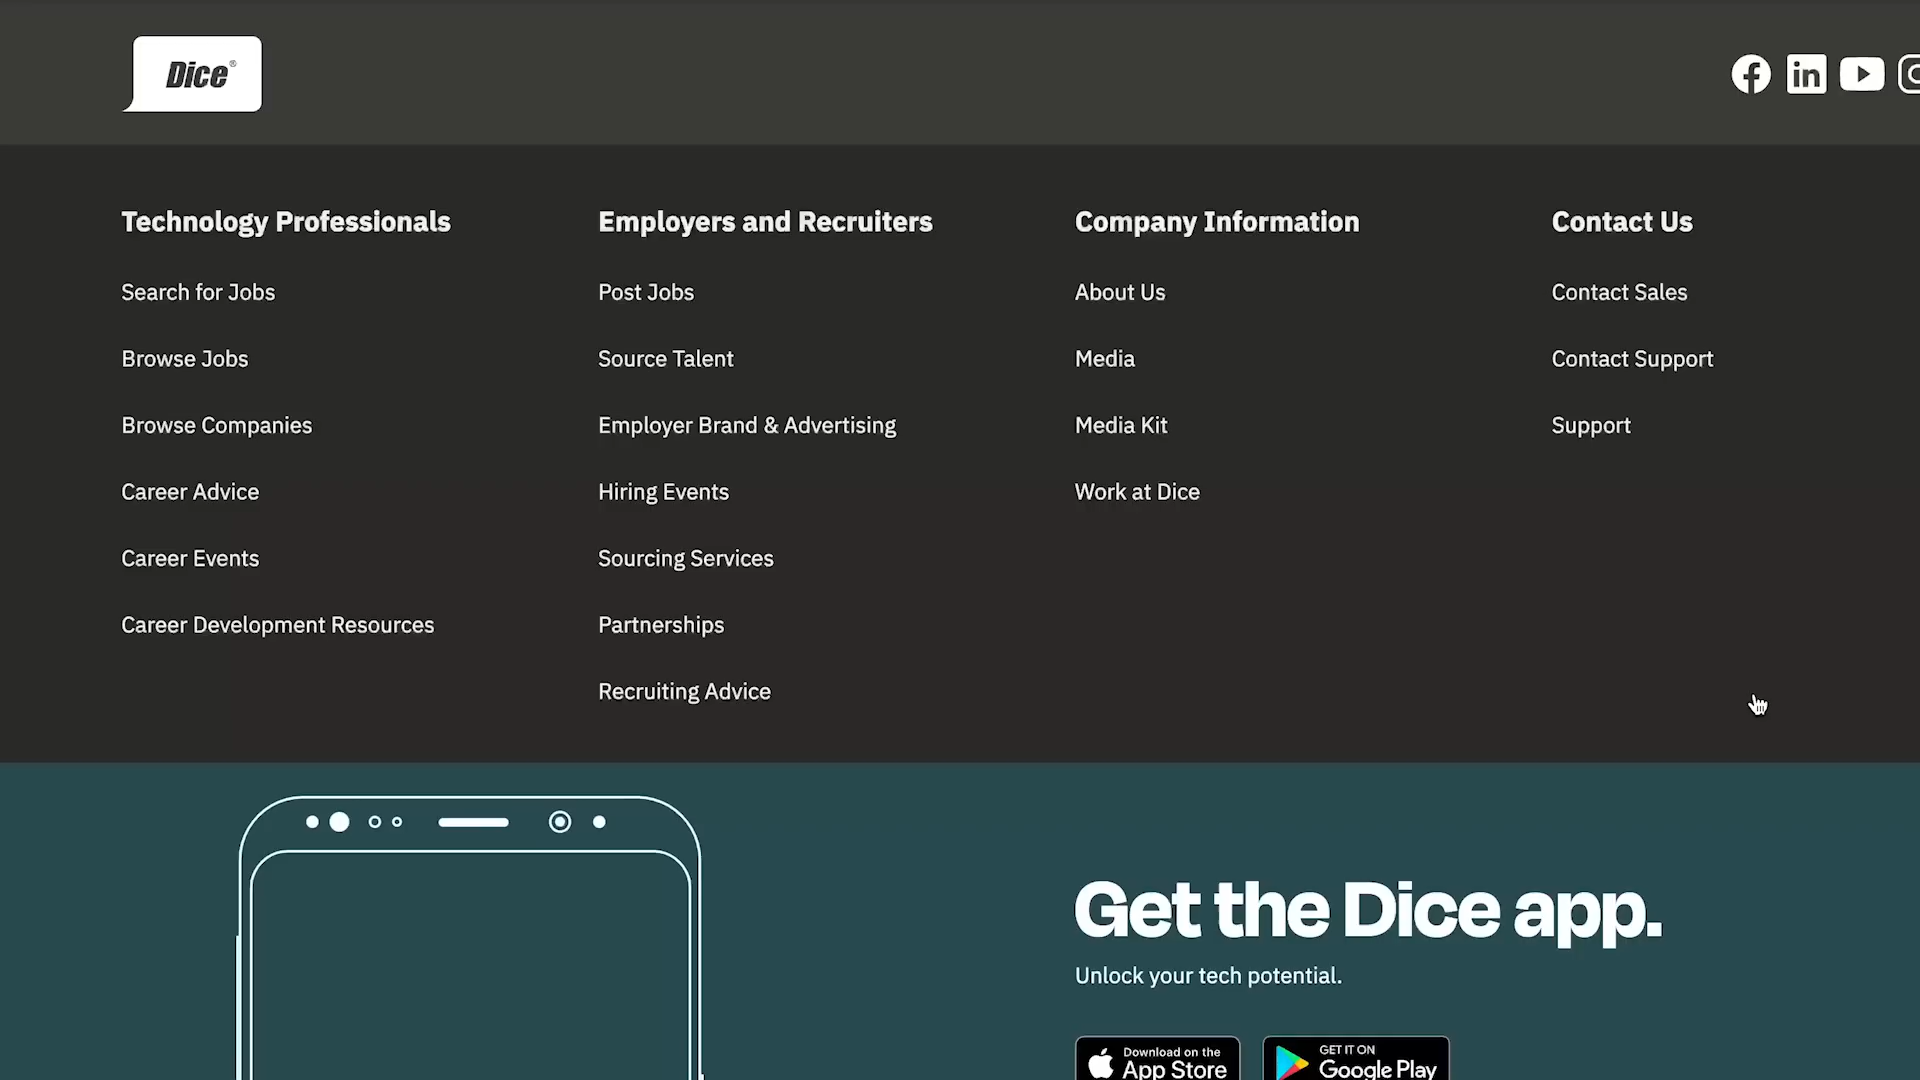 Dice®
Technology Professionals
Search for Jobs
Browse Jobs
Browse Companies
Career Advice
Career Events
Career Development Resources
Employers and Recruiters
Post Jobs
Source Talent
Employer Brand & Advertising
Hiring Events
Sourcing Services
Partnerships
Recruiting Advice
Company Information
About Us
Media
Media Kit
Work at Dice
Contact Us
Contact Sales
Contact Support
Support
Get the Dice app.
Unlock your tech potential.
Download on the
App Store
GET IT ON
Google Play